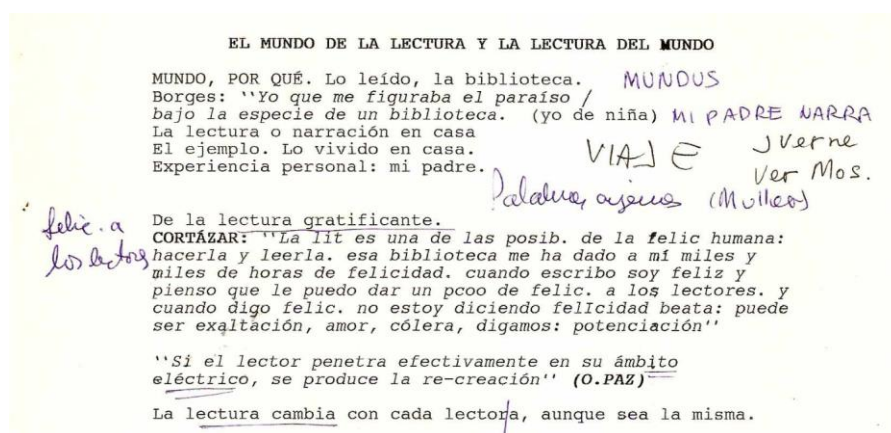 EL MUNDO DE LA LECTURA Y LA LECTURA DEL MUNDO
MUNDO, POR QUÉ. Lo leído, la biblioteca. MUNDUS
Borges: ''Yo que me figuraba el paraíso /
bajo la especie de un biblioteca. (yo de niña) MI PADRE NARRA
La lectura o narración en casa
El ejemplo. Lo vivido en casa. VIAJE J Verne
Experiencia personal: mi padre. Ver Mos.
Palabras ajenas
De la lectura gratificante.
felic. a
los lectores
CORTÁZAR: ''La lit es una de las posib. de la felic humana:
hacerla y leerla. esa biblioteca me ha dado a mí miles y
miles de horas de felicidad. cuando escribo soy feliz y
pienso que le puedo dar un pcoo de felic. a los lectores. y
cuando digo felic. no estoy diciendo felIcidad beata: puede
ser exaltación, amor, cólera, digamos: potenciación''
''Si el lector penetra efectivamente en su ámbito
eléctrico, se produce la re-creación'' (O.PAZ)
La lectura cambia con cada lectora, aunque sea la misma.